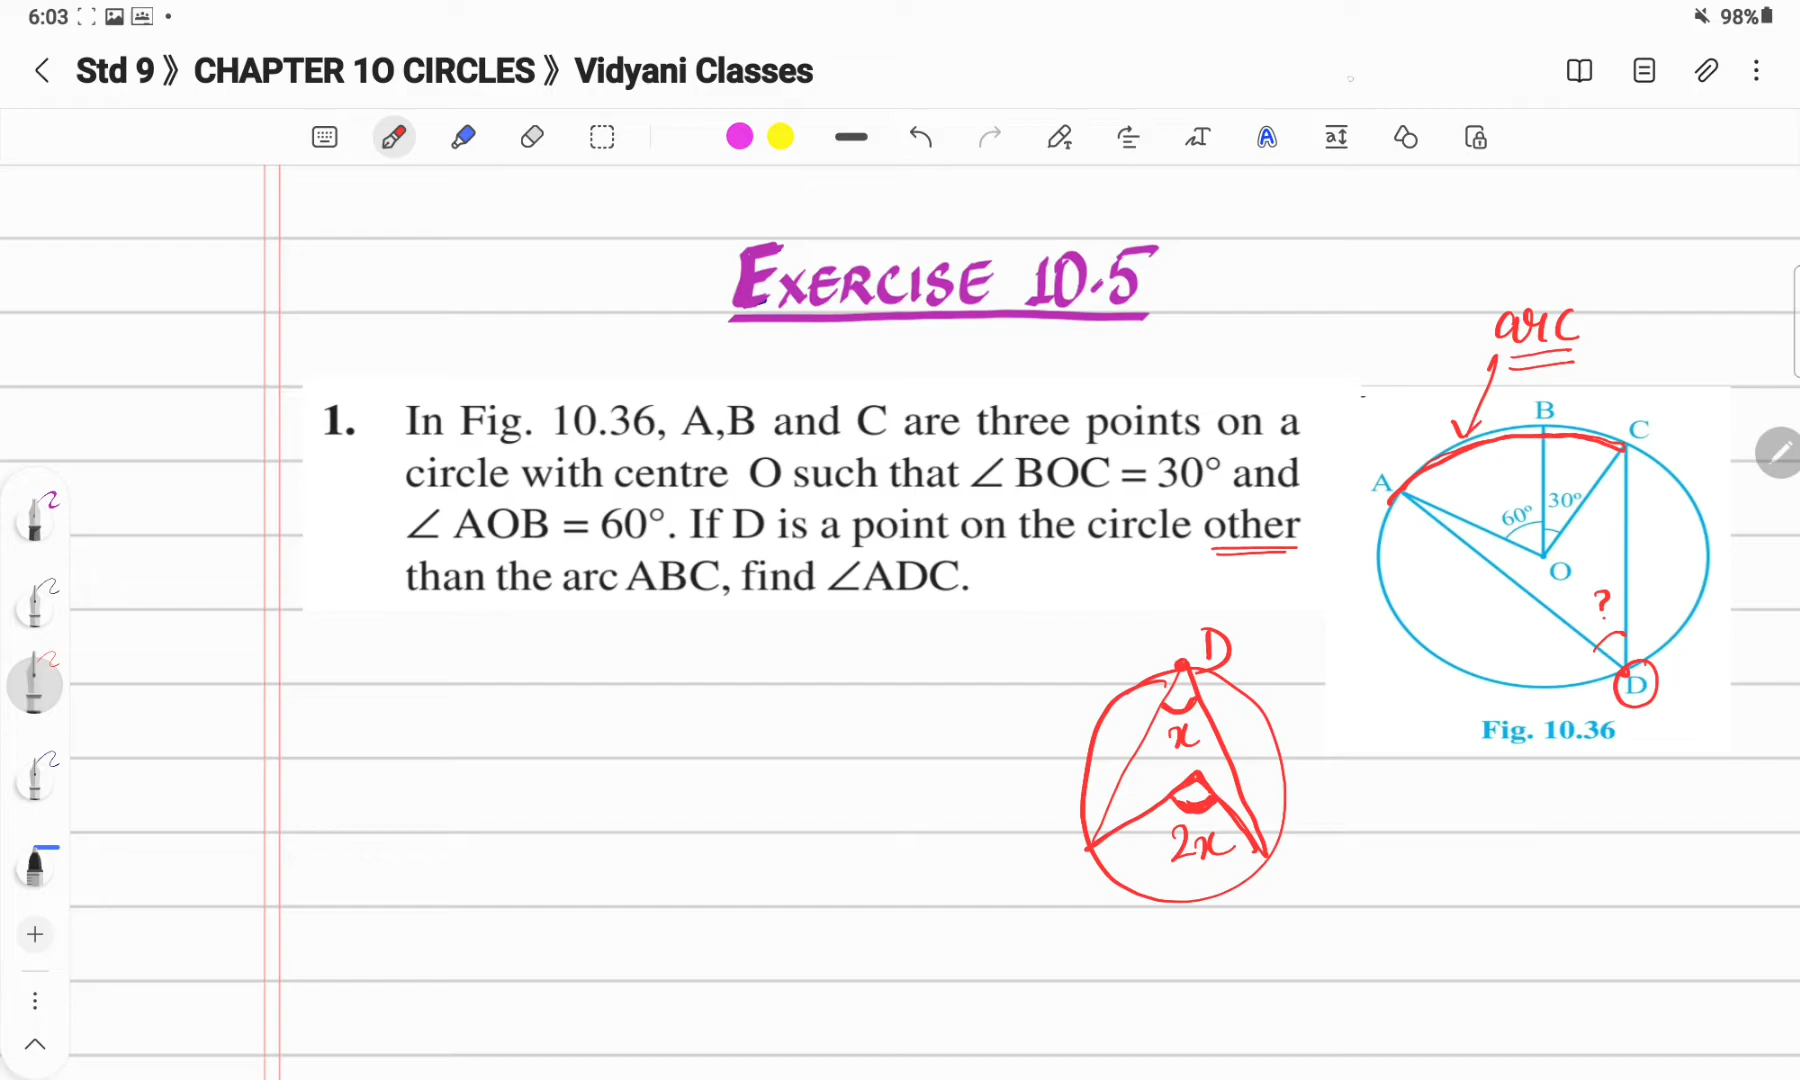 6:03
98%
Std 9 》 CHAPTER 1O CIRCLES 》 Vidyani Classes
EXERCISE 10.5
arc
1. In Fig. 10.36, A,B and C are three points on a
circle with centre O such that ∠ BOC = 30° and
∠ AOB = 60°. If D is a point on the circle other
than the arc ABC, find ∠ADC.
B
C
A
60°
30°
O
?
D
Fig. 10.36
D
x
2x